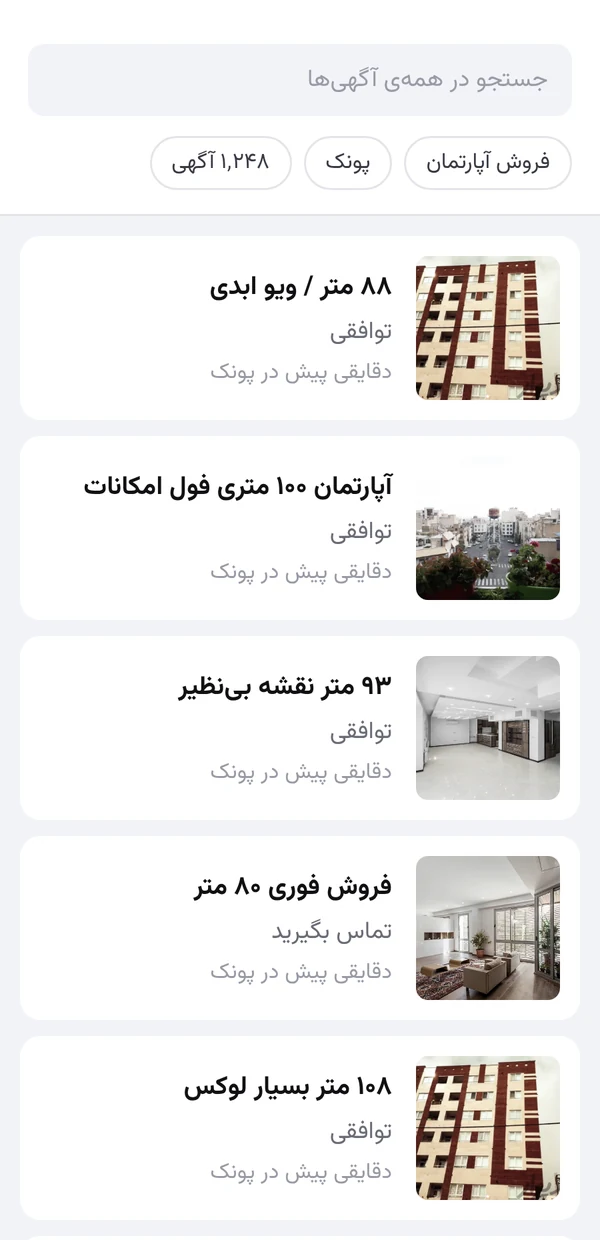 جستجو در همه‌ی آگهی‌ها
فروش آپارتمان
پونک
۱,۲۴۸ آگهی
۸۸ متر / ویو ابدی
توافقی
دقایقی پیش در پونک
آپارتمان ۱۰۰ متری فول امکانات
توافقی
دقایقی پیش در پونک
۹۳ متر نقشه بی‌نظیر
توافقی
دقایقی پیش در پونک
فروش فوری ۸۰ متر
تماس بگیرید
دقایقی پیش در پونک
۱۰۸ متر بسیار لوکس
توافقی
دقایقی پیش در پونک